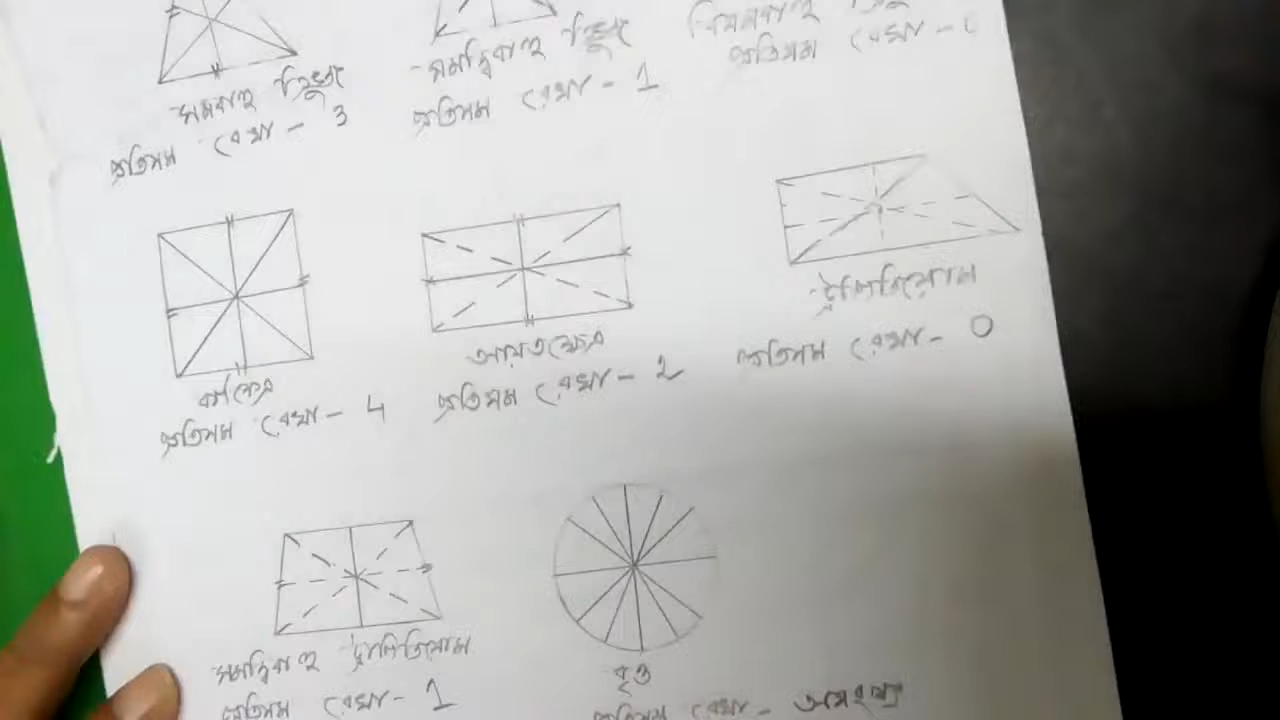 সমবাহু ত্রিভুজ
প্রতিসম রেখা - 3
সমদ্বিবাহু ত্রিভুজ
প্রতিসম রেখা - 1
বিষমবাহু
প্রতিসম রেখা -
বর্গক্ষেত্র
প্রতিসম রেখা - 4
আয়তক্ষেত্র
প্রতিসম রেখা - 2
ট্রাপিজিয়াম
প্রতিসম রেখা - 0
সমদ্বিবাহু ট্রাপিজিয়াম
প্রতিসম রেখা - 1
বৃত্ত
প্রতিসম রেখা - অসংখ্য